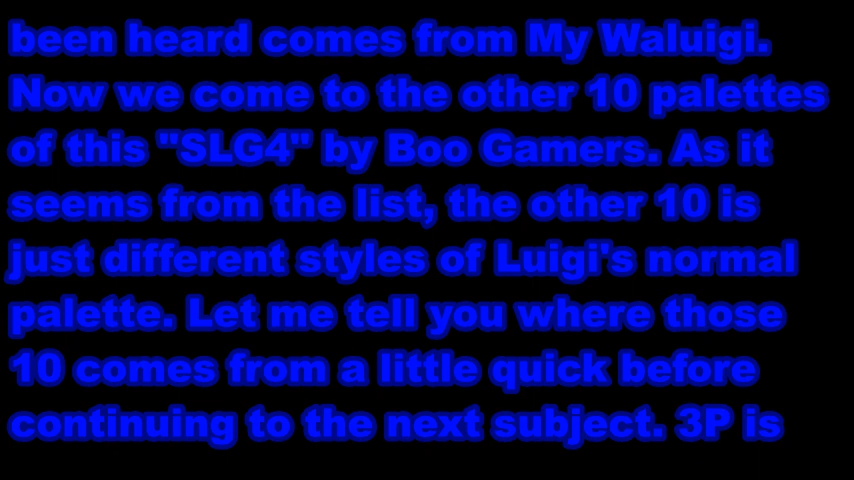 been heard comes from My Waluigi.
Now we come to the other 10 palettes
of this "SLG4" by Boo Gamers. As it
seems from the list, the other 10 is
just different styles of Luigi's normal
palette. Let me tell you where those
10 comes from a little quick before
continuing to the next subject. 3P is